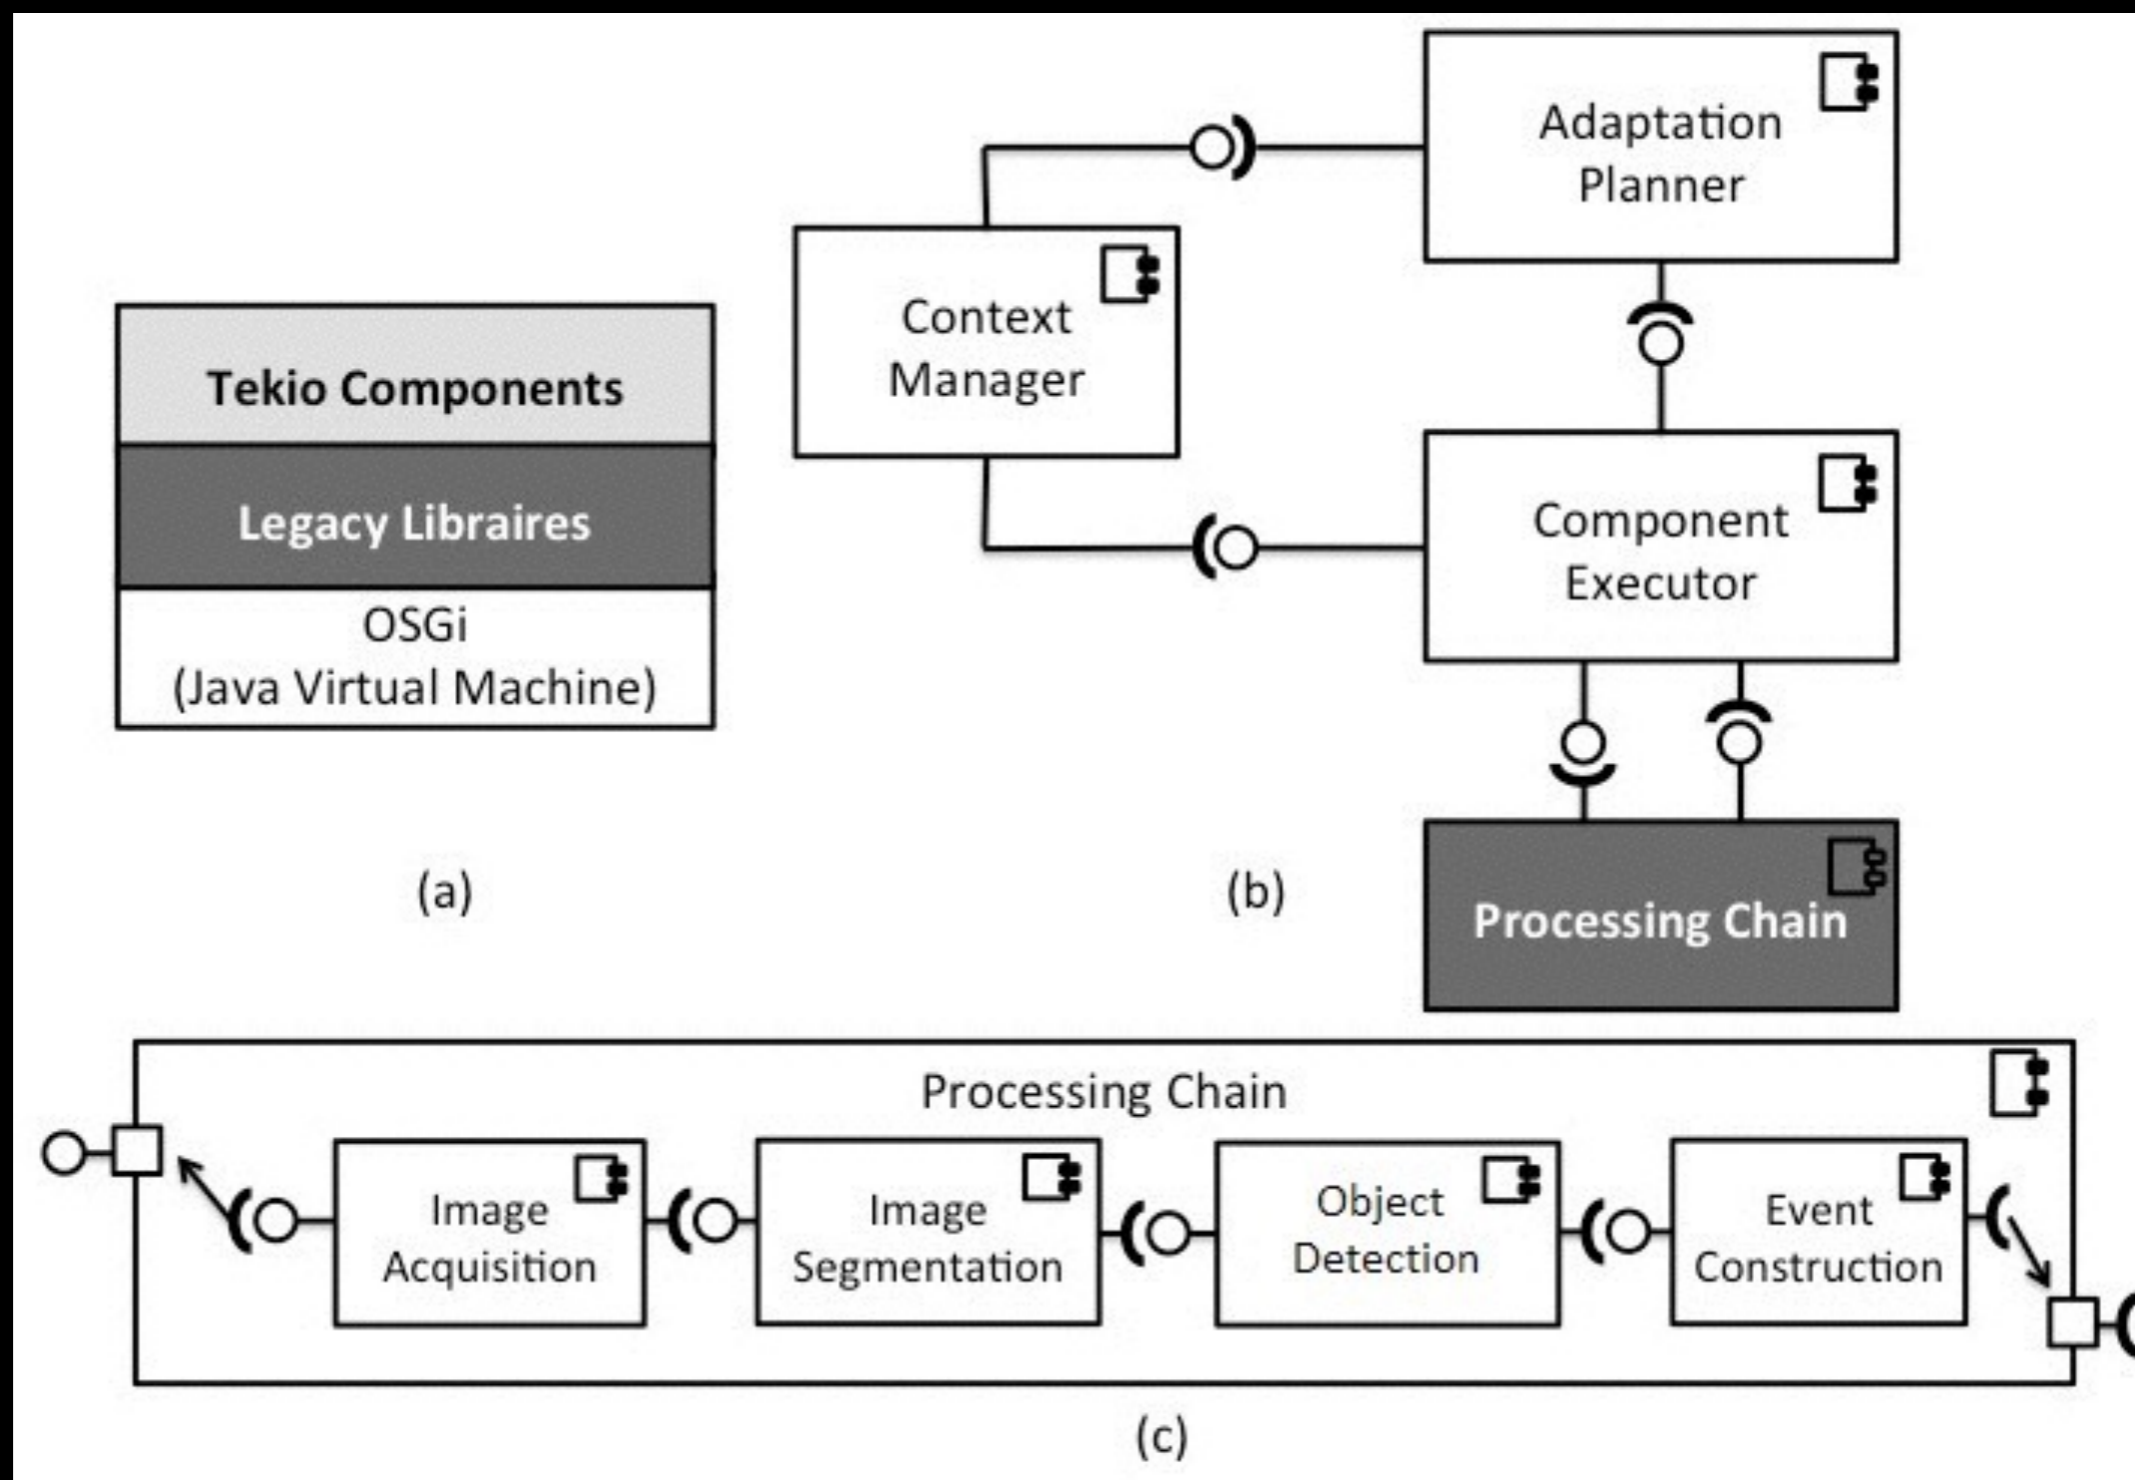 Tekio Components
Legacy Libraires
OSGi
(Java Virtual Machine)
(a)
Adaptation
Planner
Context
Manager
Component
Executor
Processing Chain
(b)
Processing Chain
Image
Acquisition
Image
Segmentation
Object
Detection
Event
Construction
(c)